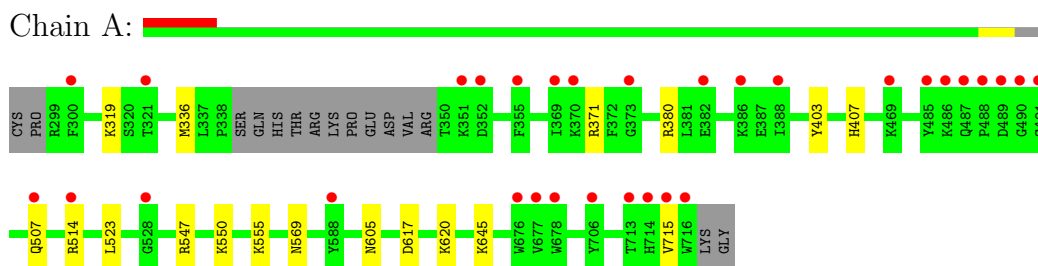 Chain A:
CYS PRO R299 F300 K319 S320 T321 M336 L337 P338 SER GLN HIS THR ARG LYS PRO GLU ASP VAL ARG T350 K351 D352 F355 I369 K370 R371 F372 G373 R380 L381 E382 K386 E387 I388 Y403 H407 K469 Y485 K486 Q487 P488 D489 G490
Q507 R514 L523 G528 R547 K550 K555 N569 Y588 N605 D617 K620 K645 W676 V677 W678 Y706 T713 H714 V715 W716 LYS GLY